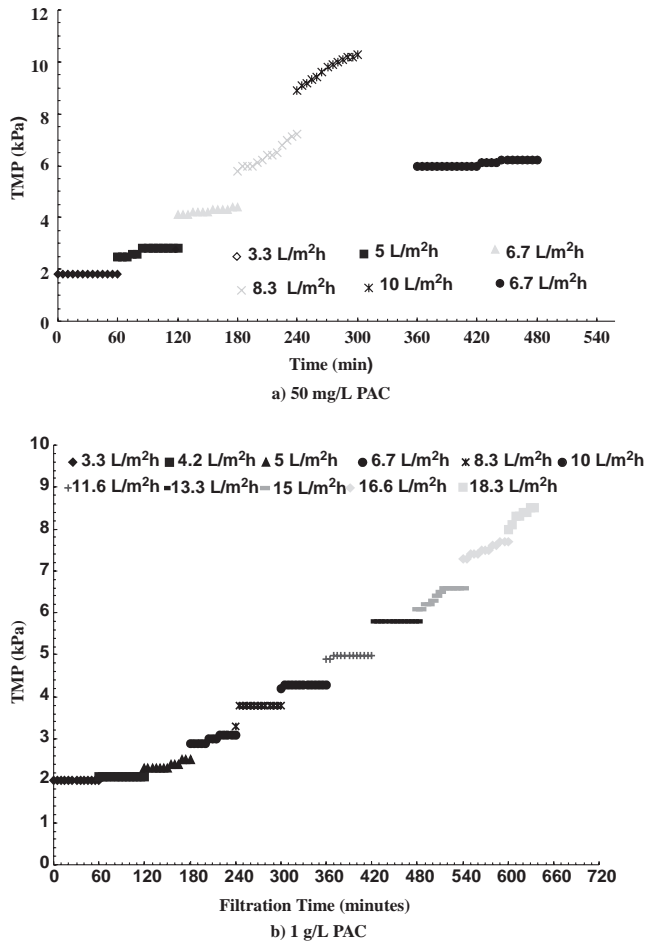 12
10
8
6
4
2
0
TMP (kPa)
3.3 L/m²h 5 L/m²h 6.7 L/m²h
8.3 L/m²h 10 L/m²h 6.7 L/m²h
0 60 120 180 240 300 360 420 480 540
Time (min)
a) 50 mg/L PAC
10
9
8
7
6
5
4
3
2
1
0
TMP (kPa)
3.3 L/m²h 4.2 L/m²h 5 L/m²h 6.7 L/m²h 8.3 L/m²h 10 L/m²h
11.6 L/m²h 13.3 L/m²h 15 L/m²h 16.6 L/m²h 18.3 L/m²h
0 60 120 180 240 300 360 420 480 540 600 660 720
Filtration Time (minutes)
b) 1 g/L PAC